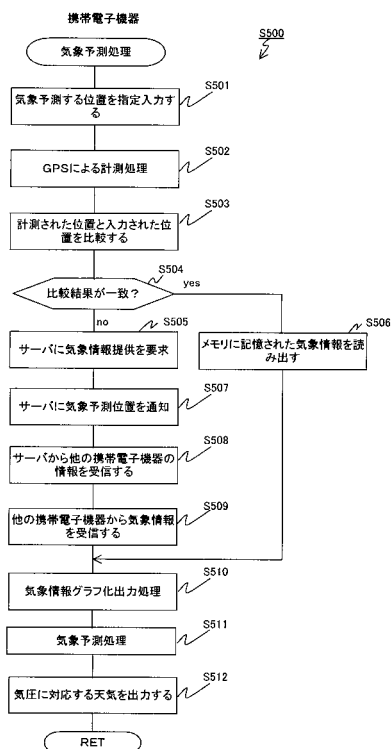 携帯電子機器
気象予測処理
S500
S501
気象予測する位置を指定入力す
る
S502
GPSによる計測処理
S503
計測された位置と入力された位
置を比較する
S504
比較結果が一致？
yes
no
S505
サーバに気象情報提供を要求
S506
メモリに記憶された気象情報を読
み出す
S507
サーバに気象予測位置を通知
S508
サーバから他の携帯電子機器の
情報を受信する
S509
他の携帯電子機器から気象情報
を受信する
S510
気象情報グラフ化出力処理
S511
気象予測処理
S512
気圧に対応する天気を出力する
RET